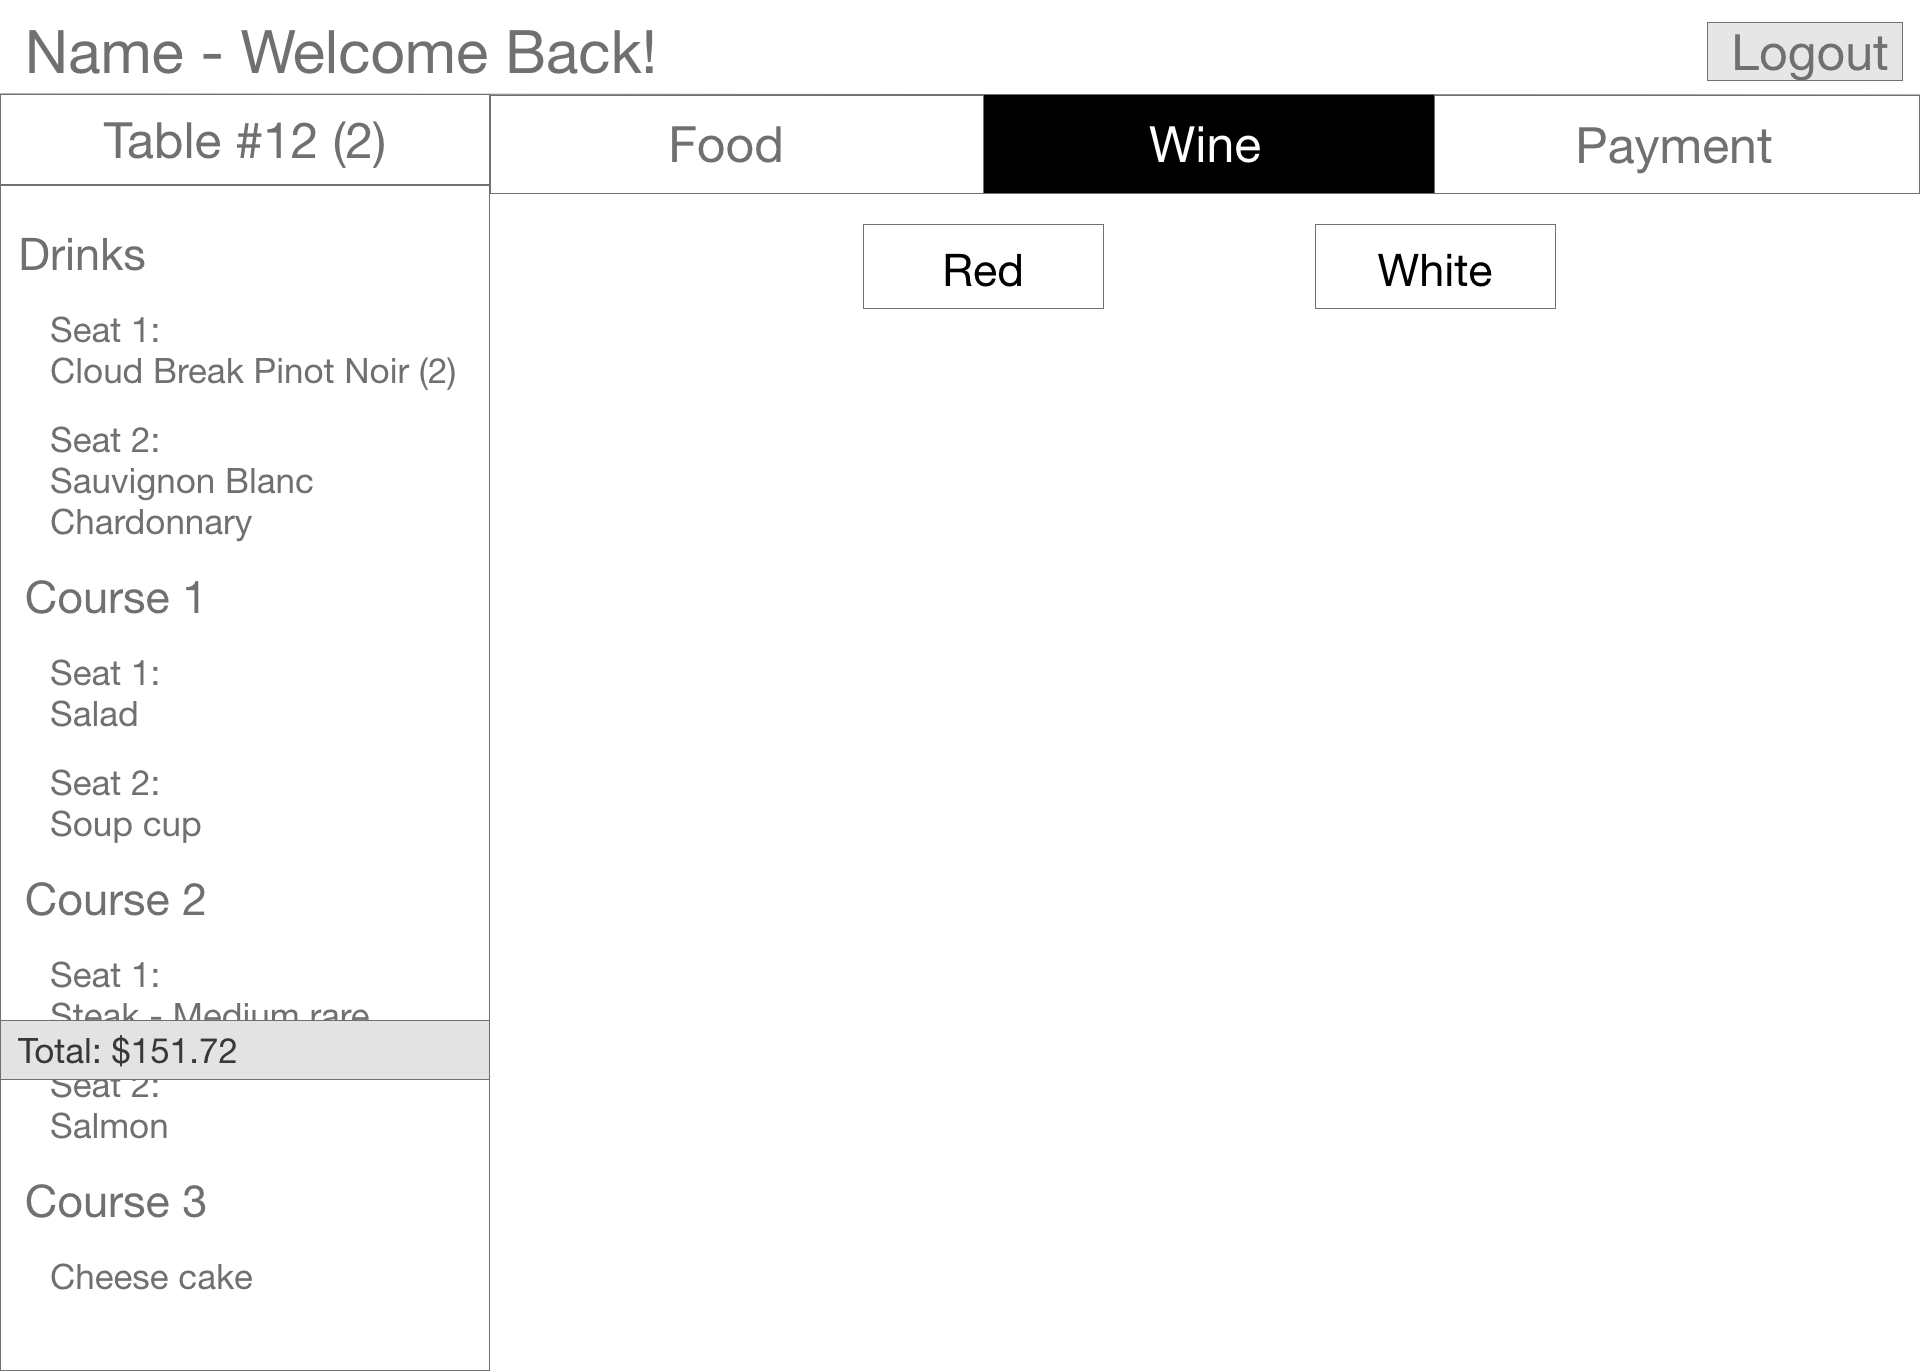 Name - Welcome Back!
Logout
Table #12 (2)
Food
Wine
Payment
Red
White
Drinks
Seat 1:
Cloud Break Pinot Noir (2)
Seat 2:
Sauvignon Blanc
Chardonnary
Course 1
Seat 1:
Salad
Seat 2:
Soup cup
Course 2
Seat 1:
Steak - Medium rare
Total: $151.72
Seat 2:
Salmon
Course 3
Cheese cake